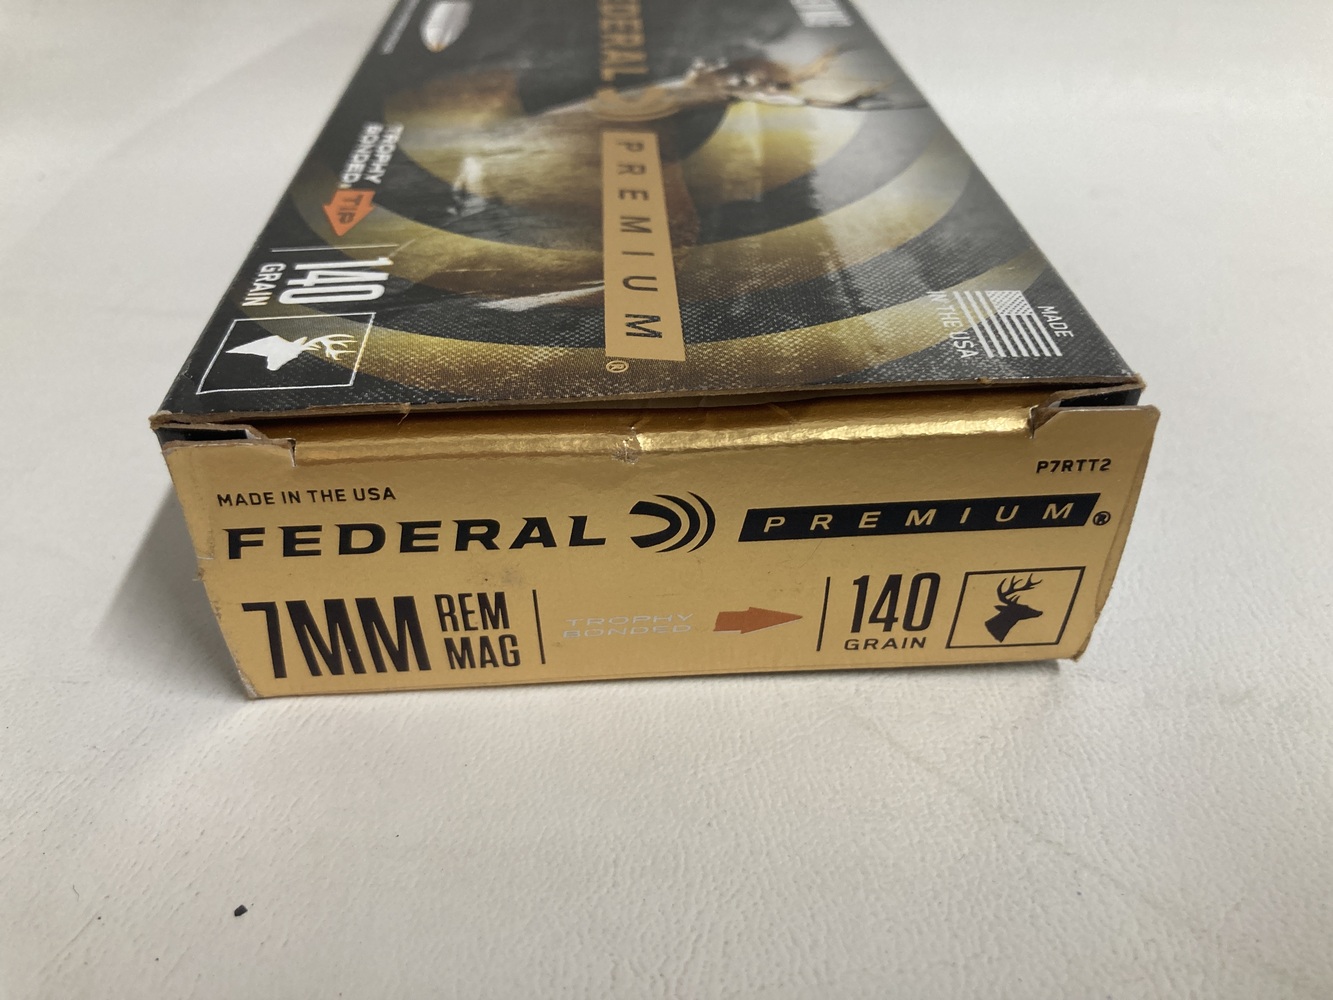 DERAL
PREMIUM®
TROPHY
BONDED®
TIP
140
GRAIN
MADE
IN THE USA
MADE IN THE USA
P7RTT2
FEDERAL PREMIUM®
7MM REM MAG
TROPHY
BONDED
140
GRAIN